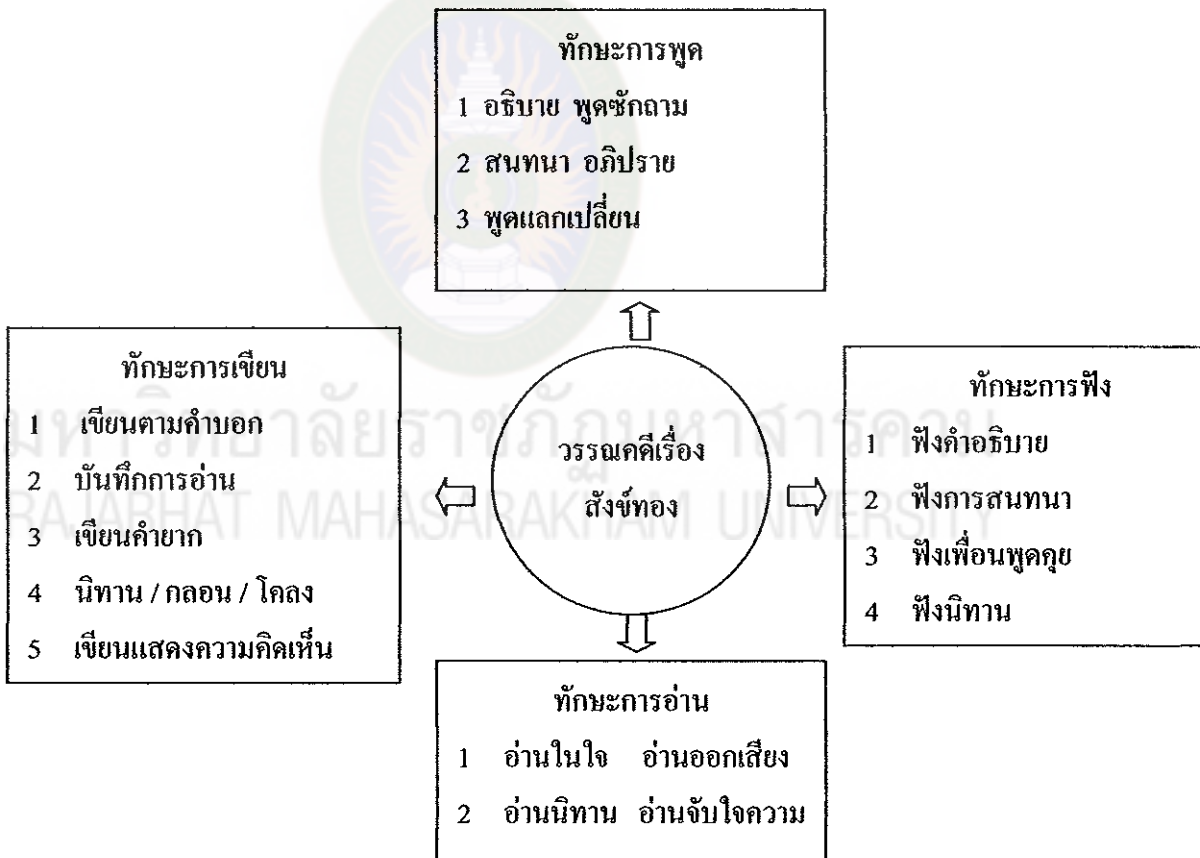 ทักษะการพูด
1 อธิบาย พูดซักถาม
2 สนทนา อภิปราย
3 พูดแลกเปลี่ยน
ทักษะการเขียน
1 เขียนตามคำบอก
2 บันทึกการอ่าน
3 เขียนคำยาก
4 นิทาน / กลอน / โคลง
5 เขียนแสดงความคิดเห็น
วรรณคดีเรื่อง
สังข์ทอง
ทักษะการฟัง
1 ฟังคำอธิบาย
2 ฟังการสนทนา
3 ฟังเพื่อนพูดคุย
4 ฟังนิทาน
มหาวิทยาลัยราชภัฏมหาสารคาม
RAJABHAT MAHASARAKHAM UNIVERSITY
ทักษะการอ่าน
1 อ่านในใจ อ่านออกเสียง
2 อ่านนิทาน อ่านจับใจความ